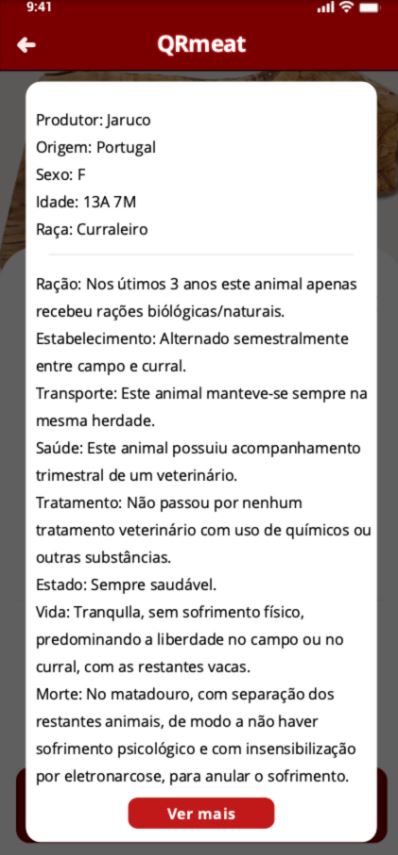 9:41
QRmeat
Produtor: Jaruco
Origem: Portugal
Sexo: F
Idade: 13A 7M
Raça: Curraleiro
Ração: Nos útimos 3 anos este animal apenas
recebeu rações biólógicas/naturais.
Estabelecimento: Alternado semestralmente
entre campo e curral.
Transporte: Este animal manteve-se sempre na
mesma herdade.
Saúde: Este animal possuiu acompanhamento
trimestral de um veterinário.
Tratamento: Não passou por nenhum
tratamento veterinário com uso de químicos ou
outras substâncias.
Estado: Sempre saudável.
Vida: Tranqulla, sem sofrimento físico,
predominando a liberdade no campo ou no
curral, com as restantes vacas.
Morte: No matadouro, com separação dos
restantes animais, de modo a não haver
sofrimento psicológico e com insensibilização
por eletronarcose, para anular o sofrimento.
Ver mais